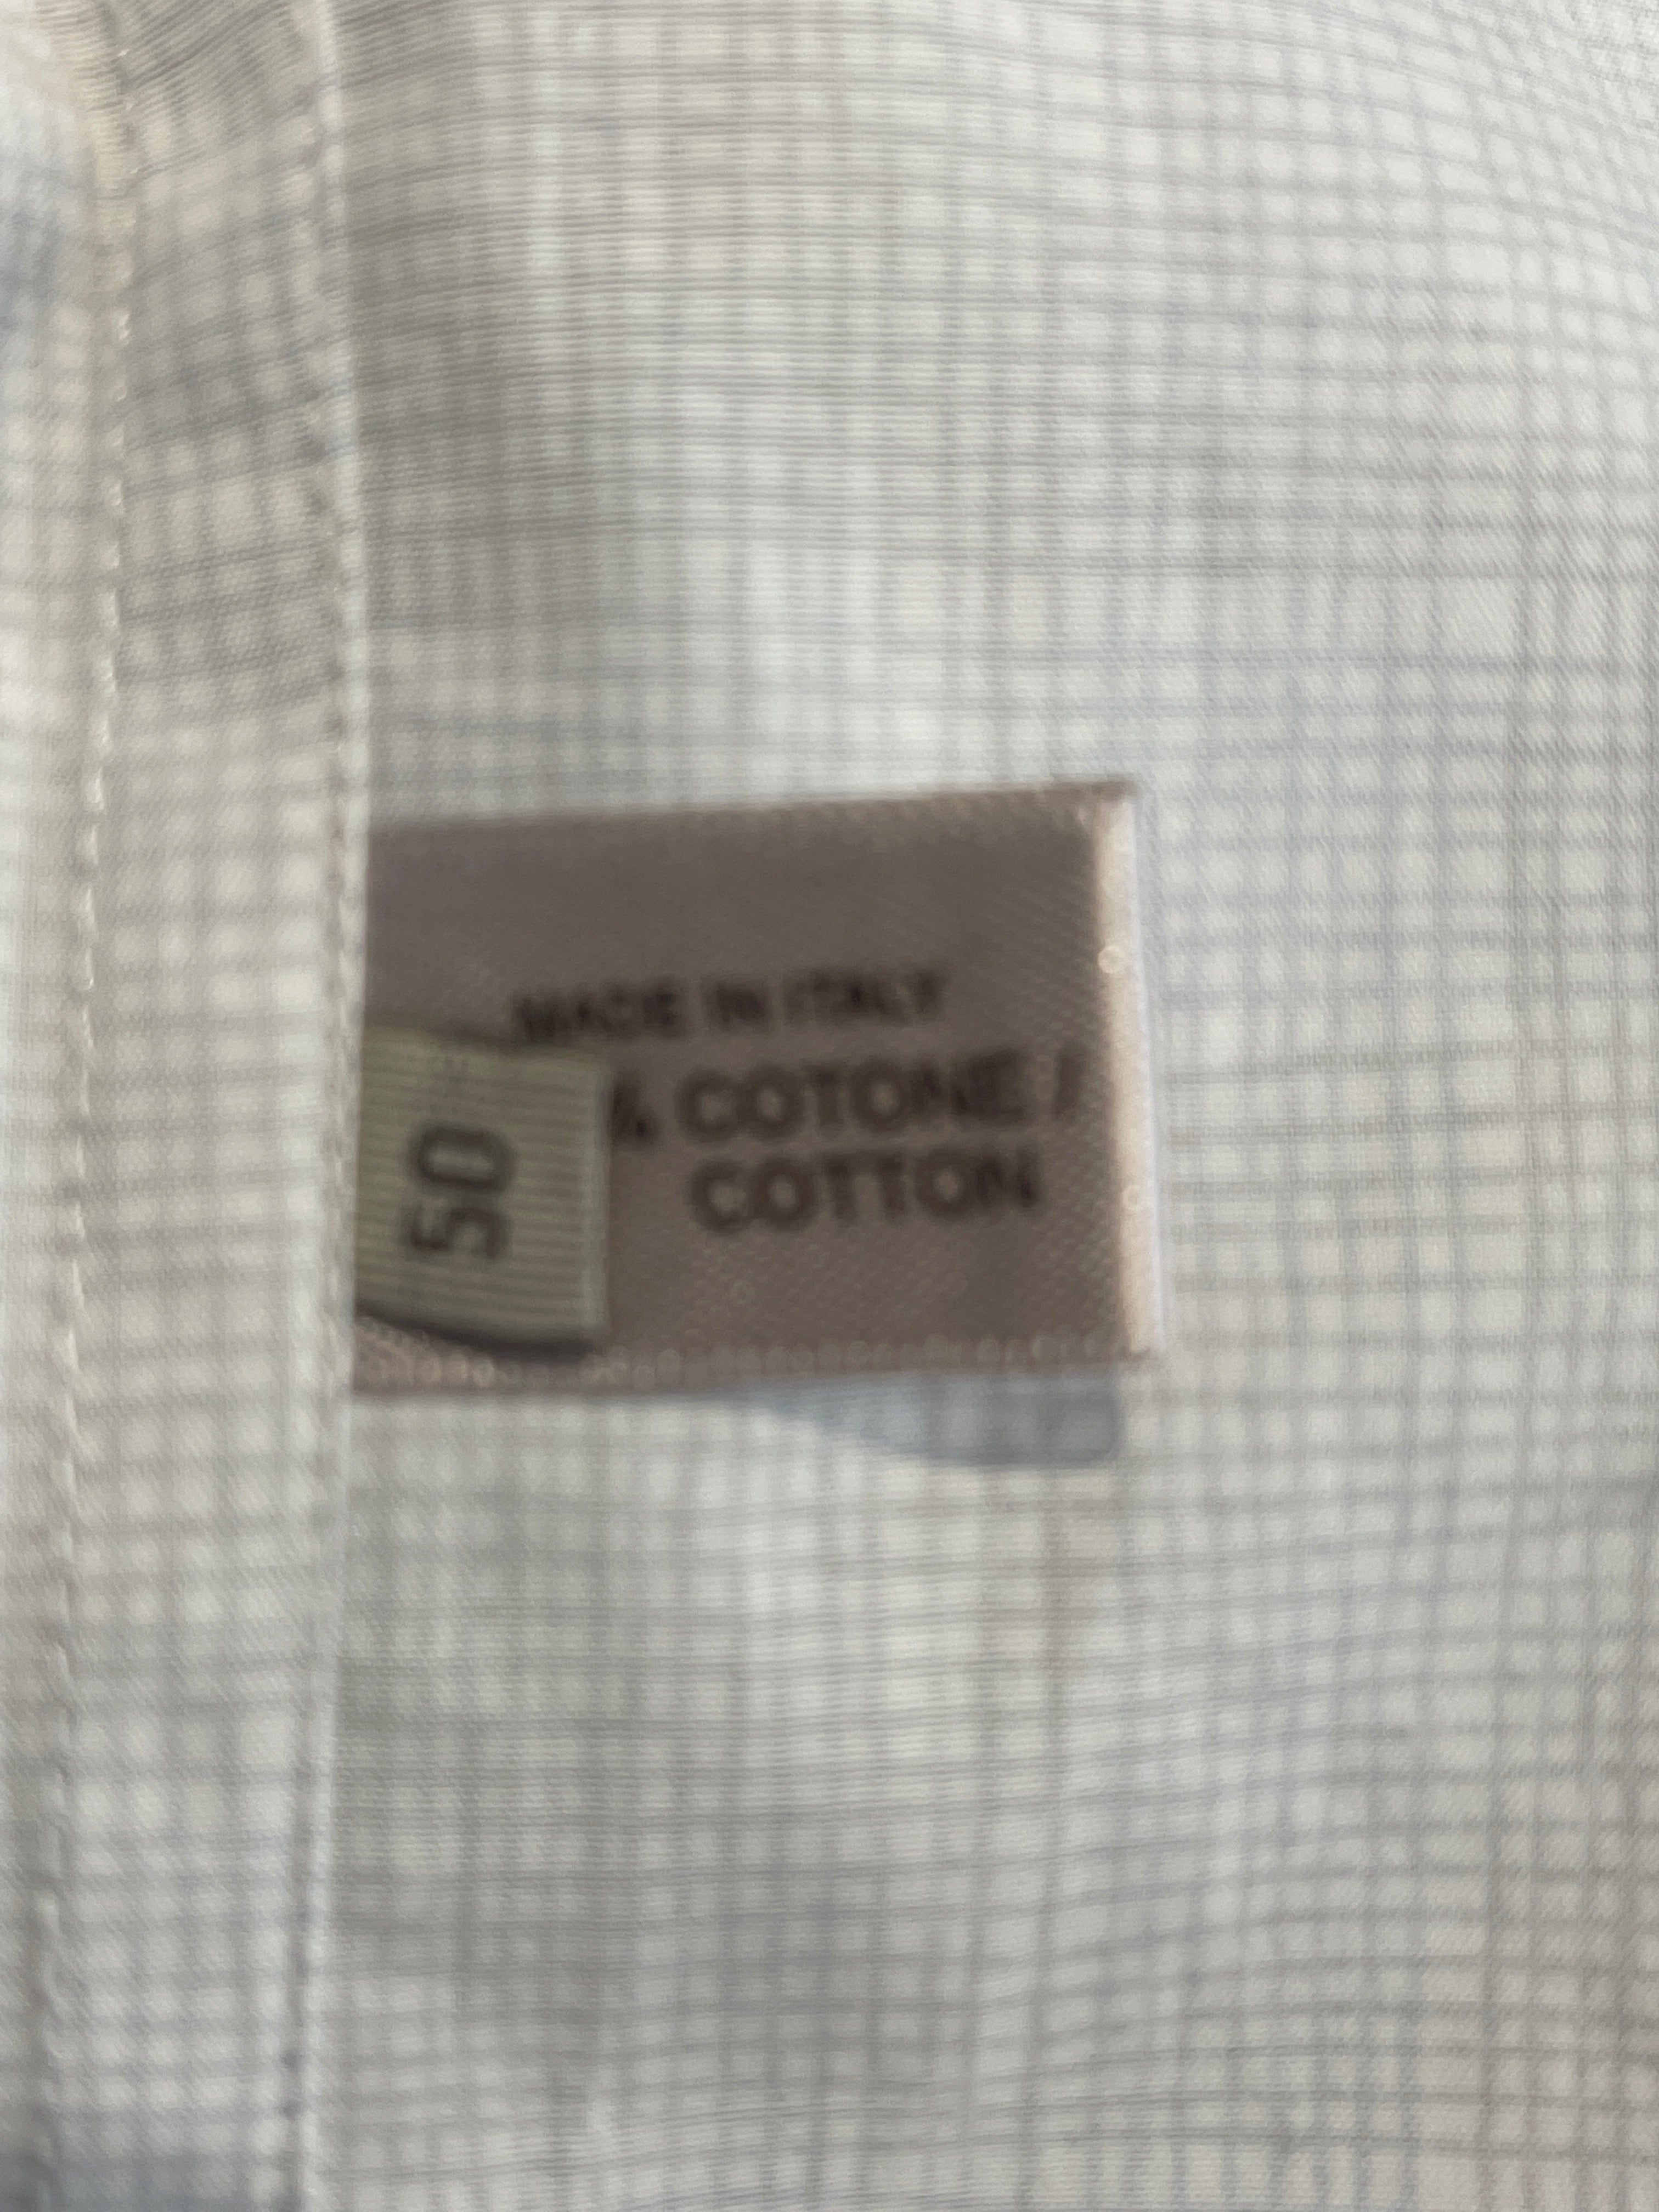 MADE IN ITALY
% COTONE /
COTTON
50